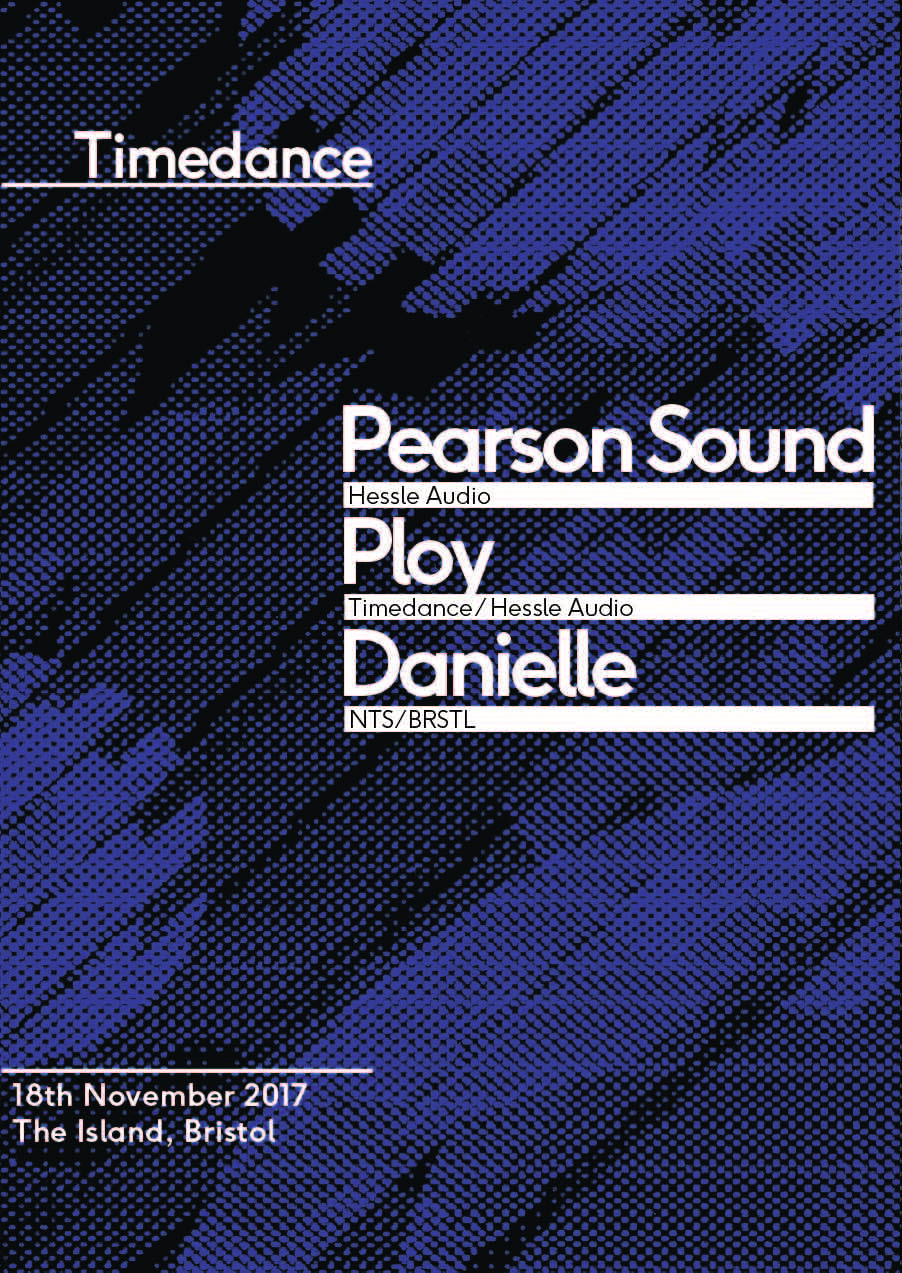 Timedance
Pearson Sound
Hessle Audio
Ploy
Timedance/Hessle Audio
Danielle
NTS/BRSTL
18th November 2017
The Island, Bristol